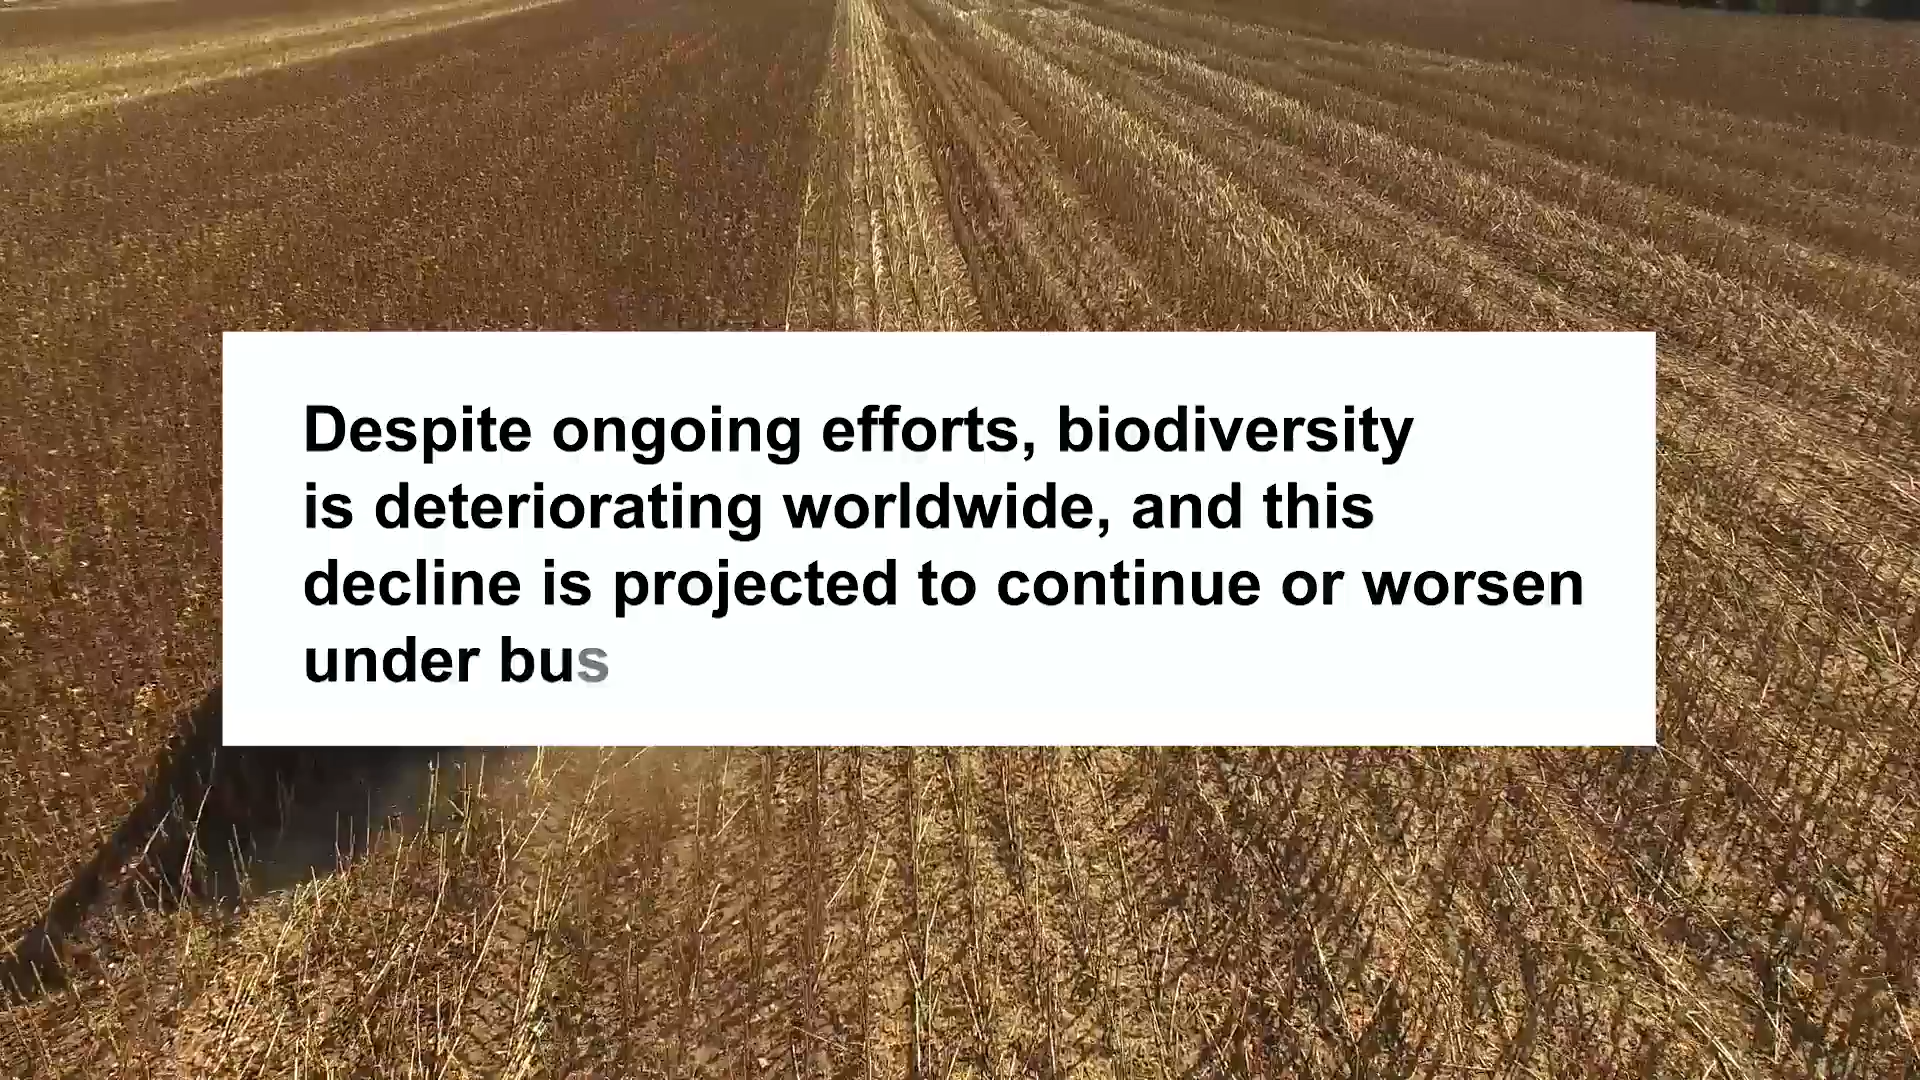 Despite ongoing efforts, biodiversity
is deteriorating worldwide, and this
decline is projected to continue or worsen
under bus